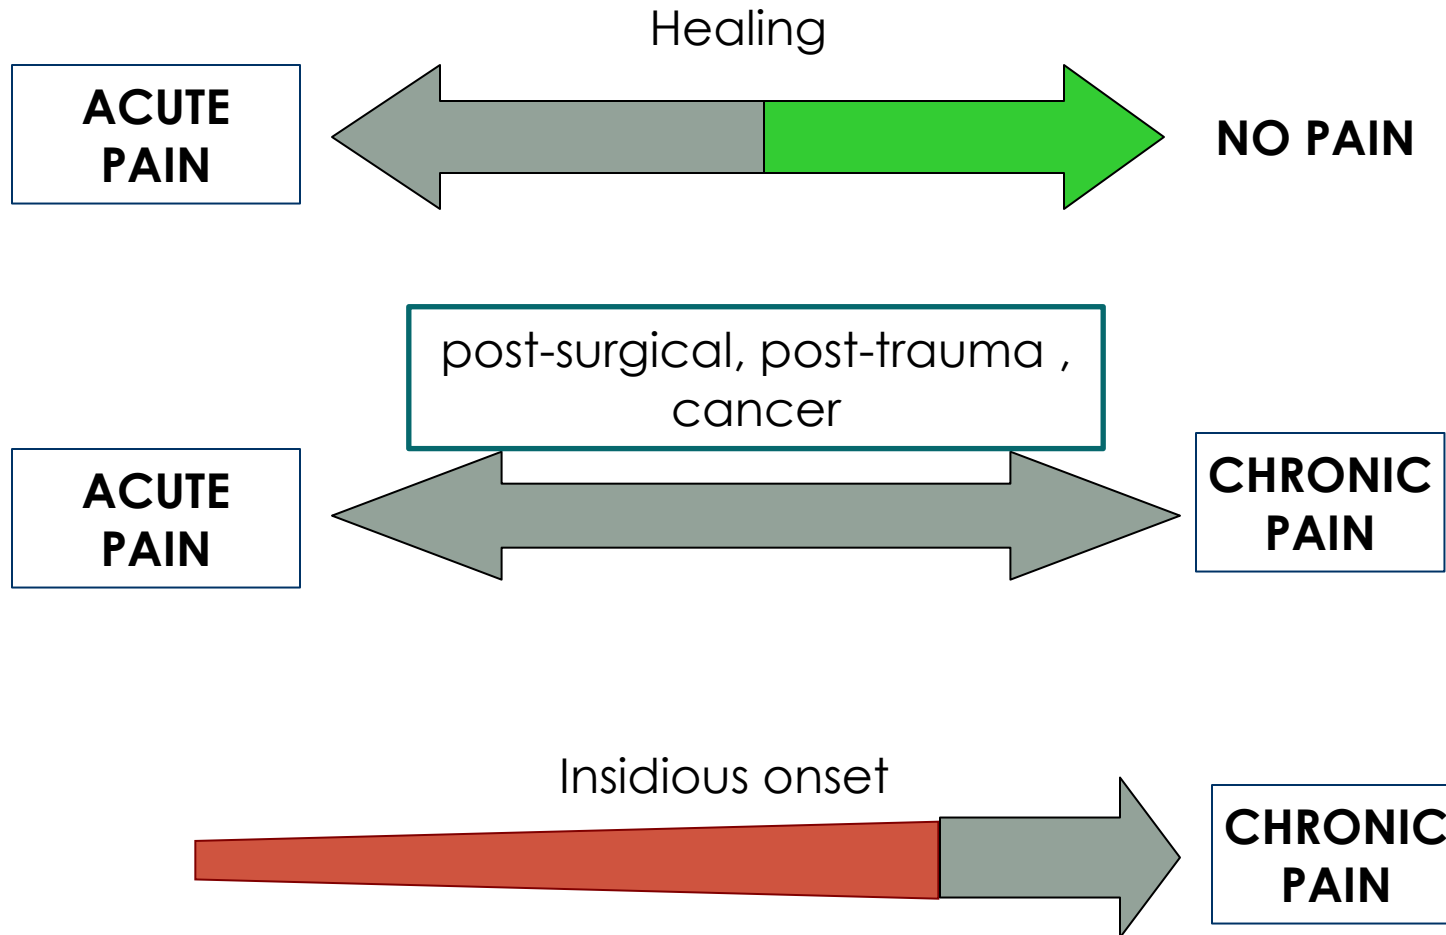 Healing
ACUTE
PAIN
NO PAIN
post-surgical, post-trauma ,
cancer
ACUTE
PAIN
CHRONIC
PAIN
Insidious onset
CHRONIC
PAIN